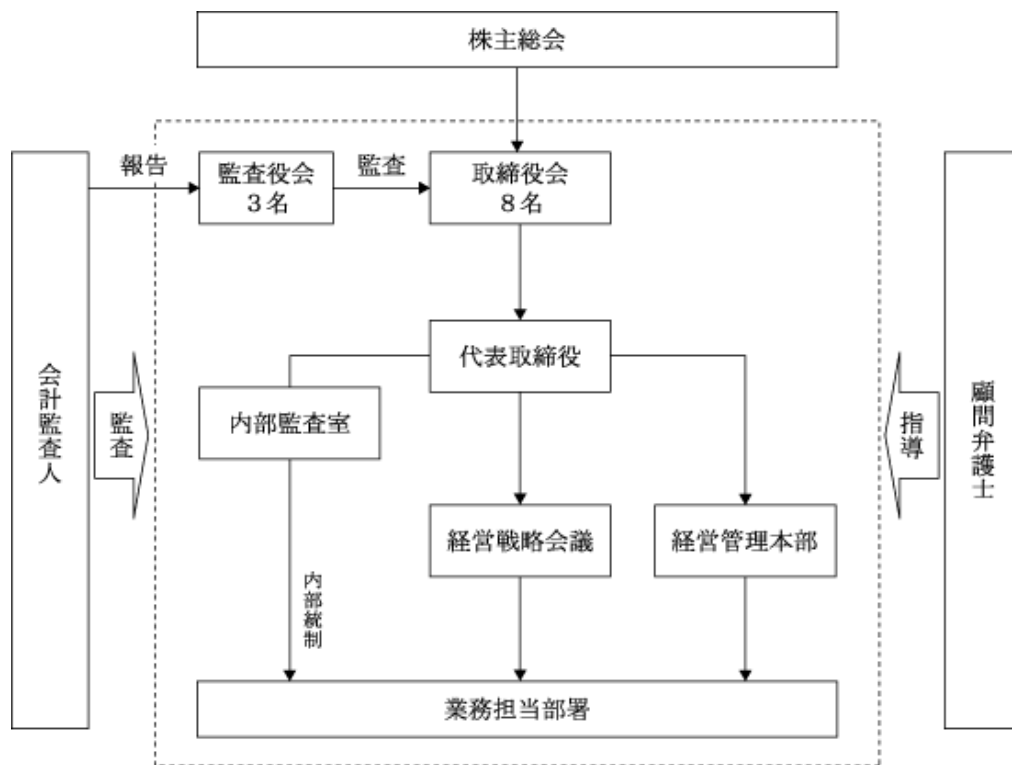 株主総会
報告
監査役会
3名
監査
取締役会
8名
代表取締役
会計監査人
監査
内部監査室
指導
顧問弁護士
経営戦略会議
経営管理本部
内部統制
業務担当部署